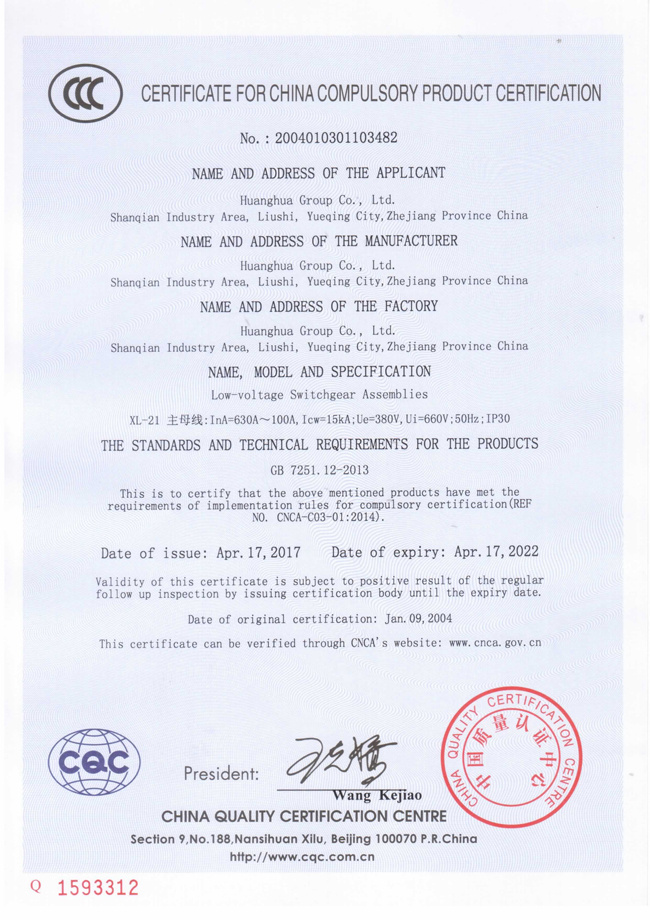 CCC
CERTIFICATE FOR CHINA COMPULSORY PRODUCT CERTIFICATION
No.: 2004010301103482
NAME AND ADDRESS OF THE APPLICANT
Huanghua Group Co., Ltd.
Shanqian Industry Area, Liushi, Yueqing City,Zhejiang Province China
NAME AND ADDRESS OF THE MANUFACTURER
Huanghua Group Co., Ltd.
Shanqian Industry Area, Liushi, Yueqing City,Zhejiang Province China
NAME AND ADDRESS OF THE FACTORY
Huanghua Group Co., Ltd.
Shanqian Industry Area, Liushi, Yueqing City,Zhejiang Province China
NAME, MODEL AND SPECIFICATION
Low-voltage Switchgear Assemblies
XL-21 主母线:InA=630A～100A,Icw=15kA;Ue=380V,Ui=660V;50Hz;IP30
THE STANDARDS AND TECHNICAL REQUIREMENTS FOR THE PRODUCTS
GB 7251.12-2013
This is to certify that the above mentioned products have met the
requirements of implementation rules for compulsory certification(REF
NO. CNCA-C03-01:2014).
Date of issue: Apr.17,2017 Date of expiry: Apr.17,2022
Validity of this certificate is subject to positive result of the regular
follow up inspection by issuing certification body until the expiry date.
Date of original certification: Jan.09,2004
This certificate can be verified through CNCA's website: www.cnca.gov.cn
CQC
President:
王克娇
Wang Kejiao
CHINA QUALITY CERTIFICATION CENTRE
中国质量认证中心
CHINA QUALITY CERTIFICATION CENTRE
Section 9,No.188,Nansihuan Xilu, Beijing 100070 P.R.China
http://www.cqc.com.cn
Q 1593312